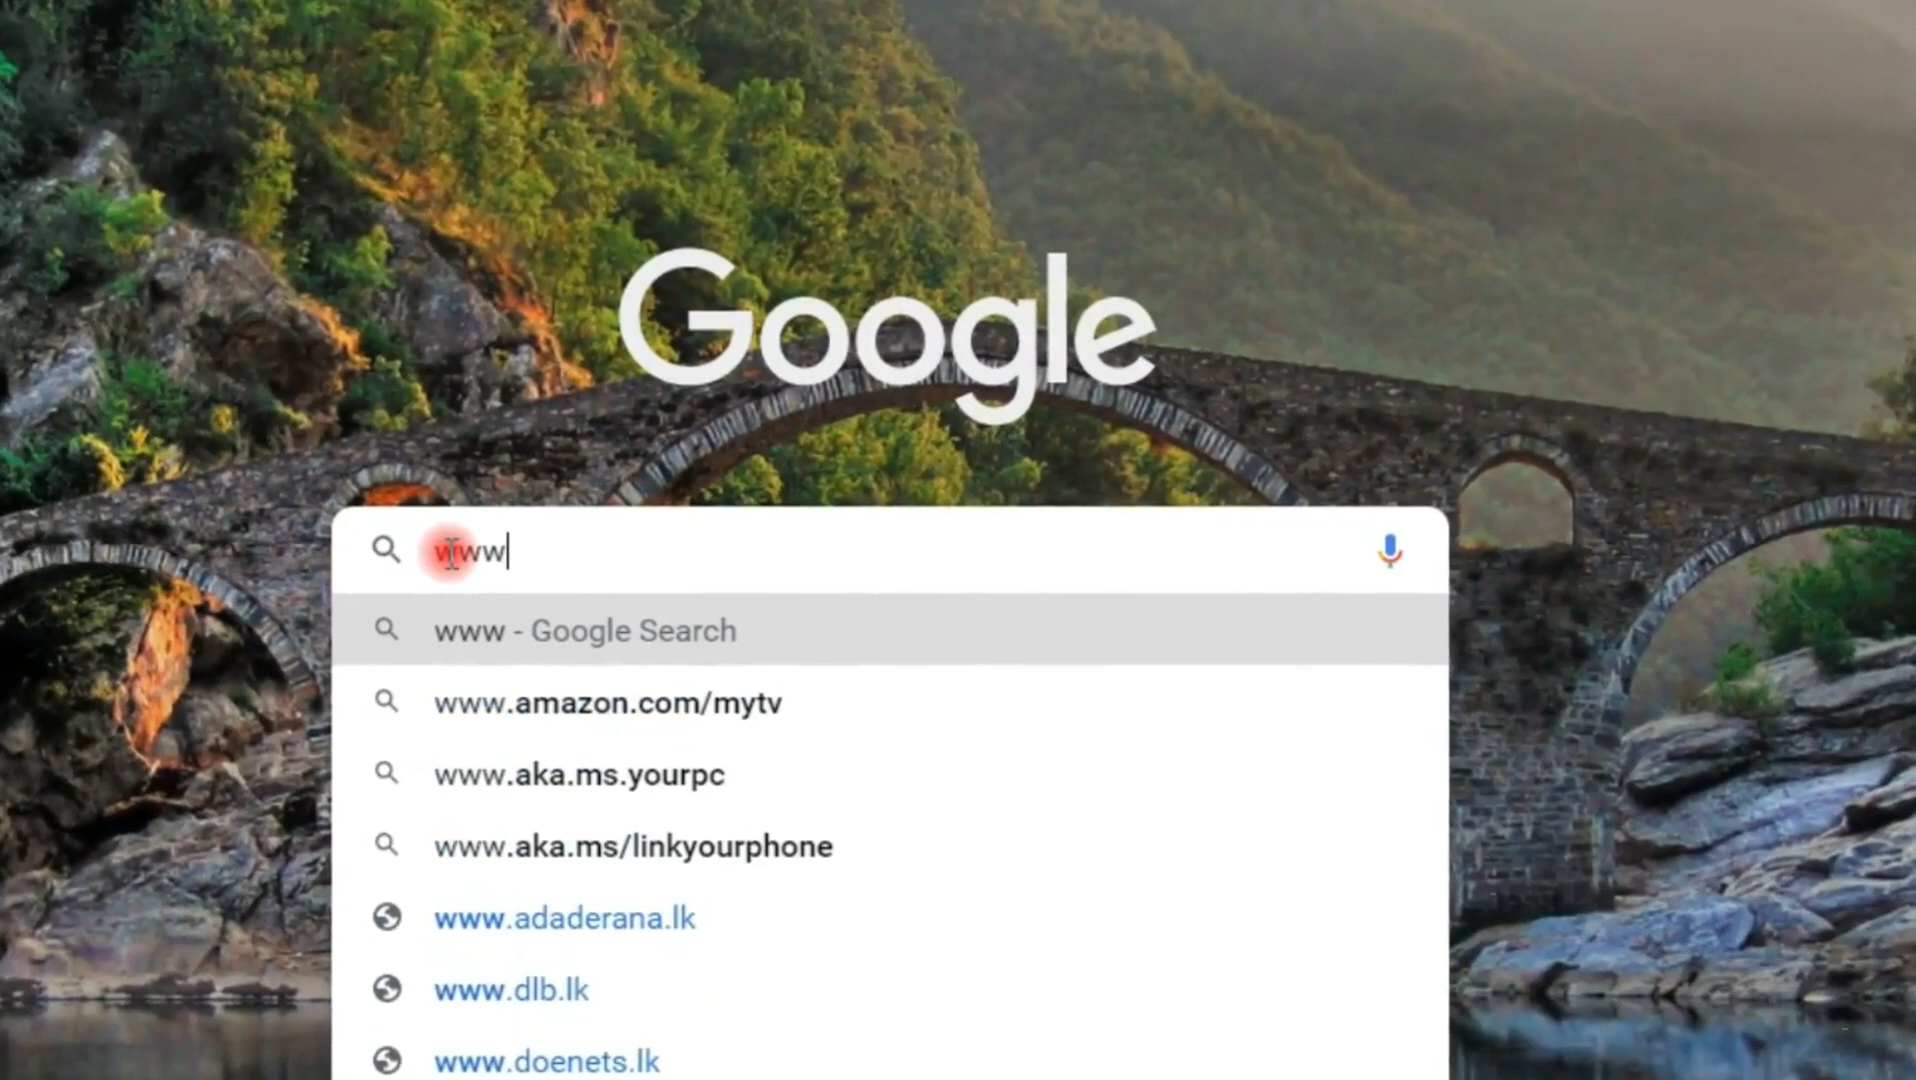 Google
www
www - Google Search
www.amazon.com/mytv
www.aka.ms.yourpc
www.aka.ms/linkyourphone
www.adaderana.lk
www.dlb.lk
www.doenets.lk